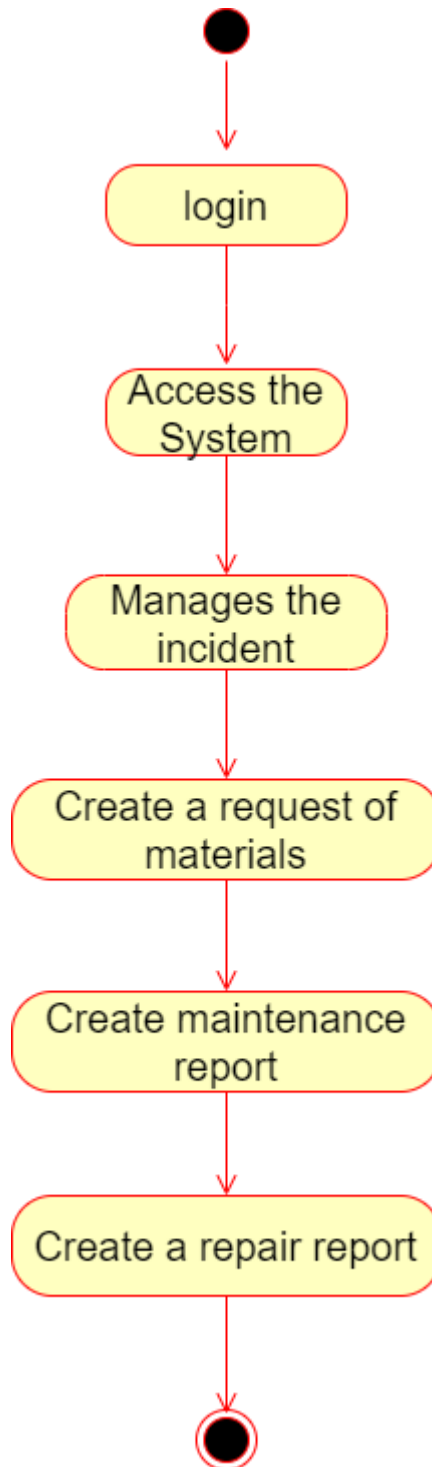 login
Access the
System
Manages the
incident
Create a request of
materials
Create maintenance
report
Create a repair report